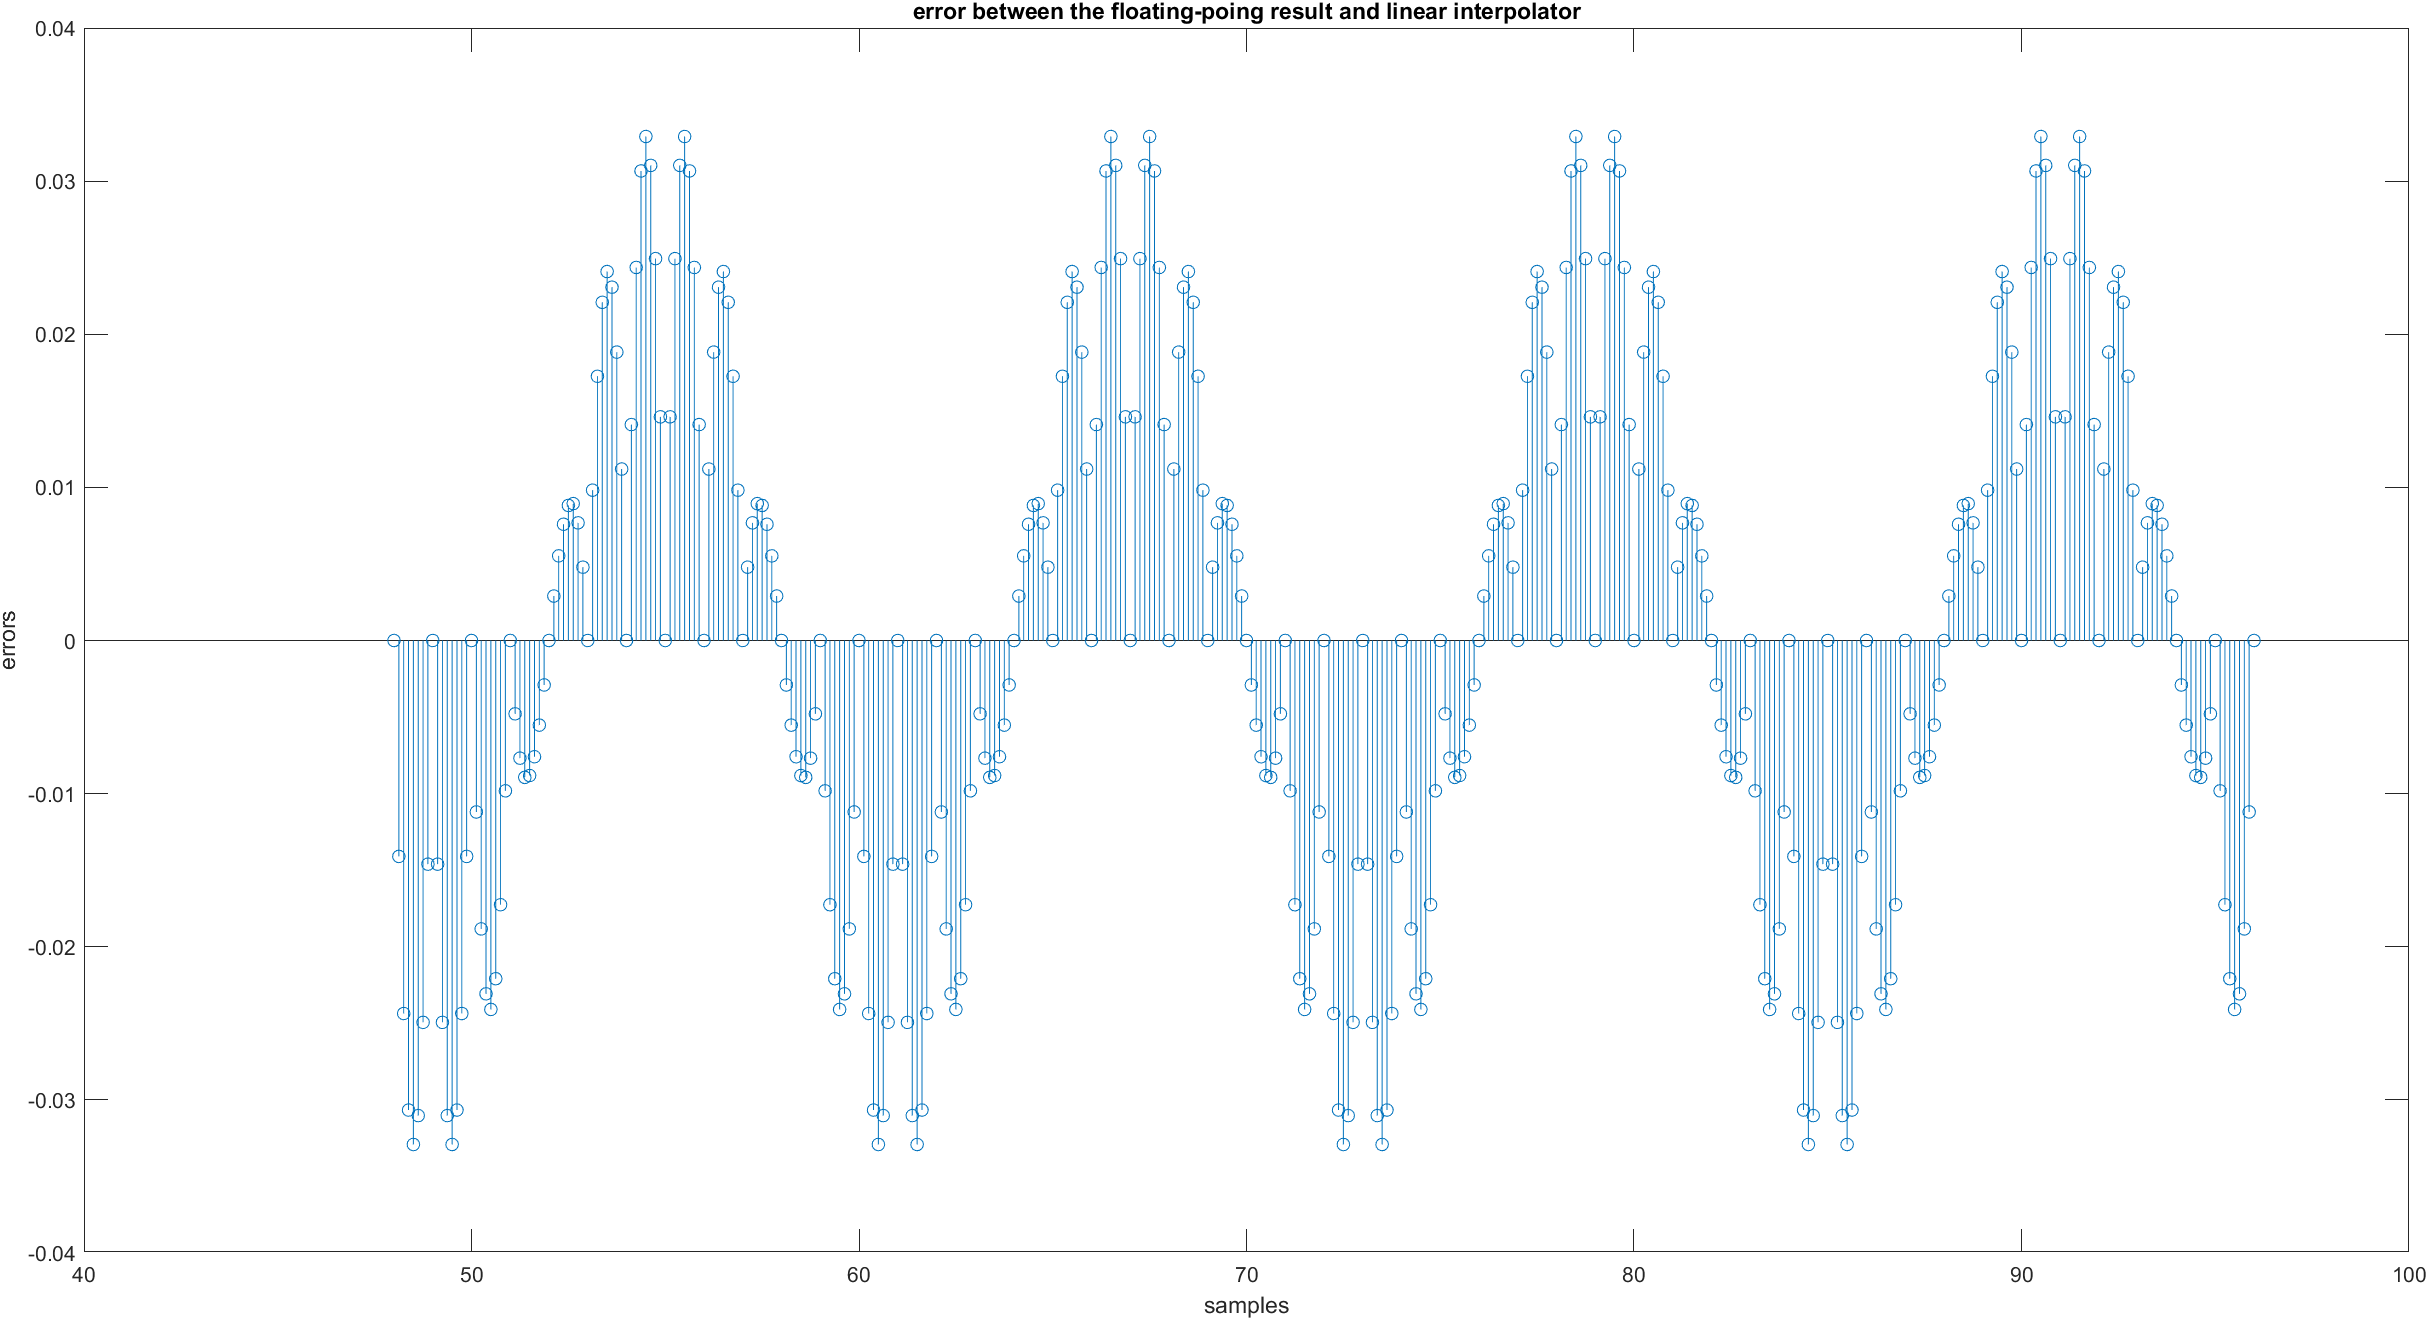 error between the floating-poing result and linear interpolator
0.04
0.03
0.02
0.01
0
-0.01
-0.02
-0.03
-0.04
errors
40 50 60 70 80 90 100
samples